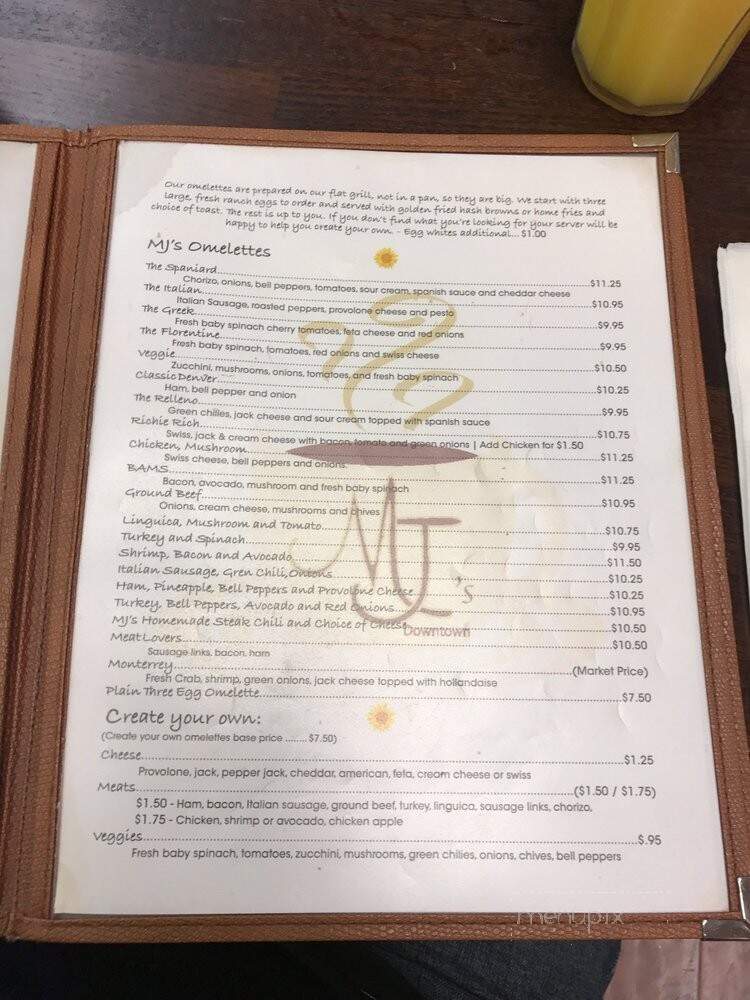 Our omelettes are prepared on our flat grill, not in a pan, so they are big. We start with three
large, fresh ranch eggs to order and served with golden fried hash browns or home fries and
choice of toast. The rest is up to you. If you don't find what you're looking for your server will be
happy to help you create your own. - Egg whites additional... $1.00
MJ's Omelettes
The Spaniard.....$11.25
Chorizo, onions, bell peppers, tomatoes, sour cream, spanish sauce and cheddar cheese
The Italian.....$10.95
Italian Sausage, roasted peppers, provolone cheese and pesto
The Greek.....$9.95
Fresh baby spinach cherry tomatoes, feta cheese and red onions
The Florentine.....$9.95
Fresh baby spinach, tomatoes, red onions and swiss cheese
Veggie.....$10.50
Zucchini, mushrooms, onions, tomatoes, and fresh baby spinach
Classic Denver.....$10.25
Ham, bell pepper and onion
The Relleno.....$9.95
Green chilies, jack cheese and sour cream topped with spanish sauce
Richie Rich.....$10.75
Swiss, jack & cream cheese with bacon, tomato and green onions | Add Chicken for $1.50
Chicken, Mushroom.....$11.25
Swiss cheese, bell peppers and onions.
BAMS.....$11.25
Bacon, avocado, mushroom and fresh baby spinach
Ground Beef.....$10.95
Onions, cream cheese, mushrooms and chives
Linguica, Mushroom and Tomato.....$10.75
Turkey and Spinach.....$9.95
Shrimp, Bacon and Avocado.....$11.50
Italian Sausage, Gren Chili, Onions.....$10.25
Ham, Pineapple, Bell Peppers and Provolone Cheese.....$10.25
Turkey, Bell Peppers, Avocado and Red Onions.....$10.95
MJ's Homemade Steak Chili and Choice of Cheese.....$10.50
Meat Lovers.....$10.50
Sausage links, bacon, ham
Monterrey.....(Market Price)
Fresh Crab, shrimp, green onions, jack cheese topped with hollandaise
Plain Three Egg Omelette.....$7.50
MJ's
Downtown
Create your own:
(Create your own omelettes base price ........ $7.50)
Cheese.....$1.25
Provolone, jack, pepper jack, cheddar, american, feta, cream cheese or swiss
Meats.....($1.50 / $1.75)
$1.50 - Ham, bacon, Italian sausage, ground beef, turkey, linguica, sausage links, chorizo,
$1.75 - Chicken, shrimp or avocado, chicken apple
Veggies.....$.95
Fresh baby spinach, tomatoes, zucchini, mushrooms, green chilies, onions, chives, bell peppers
menupix